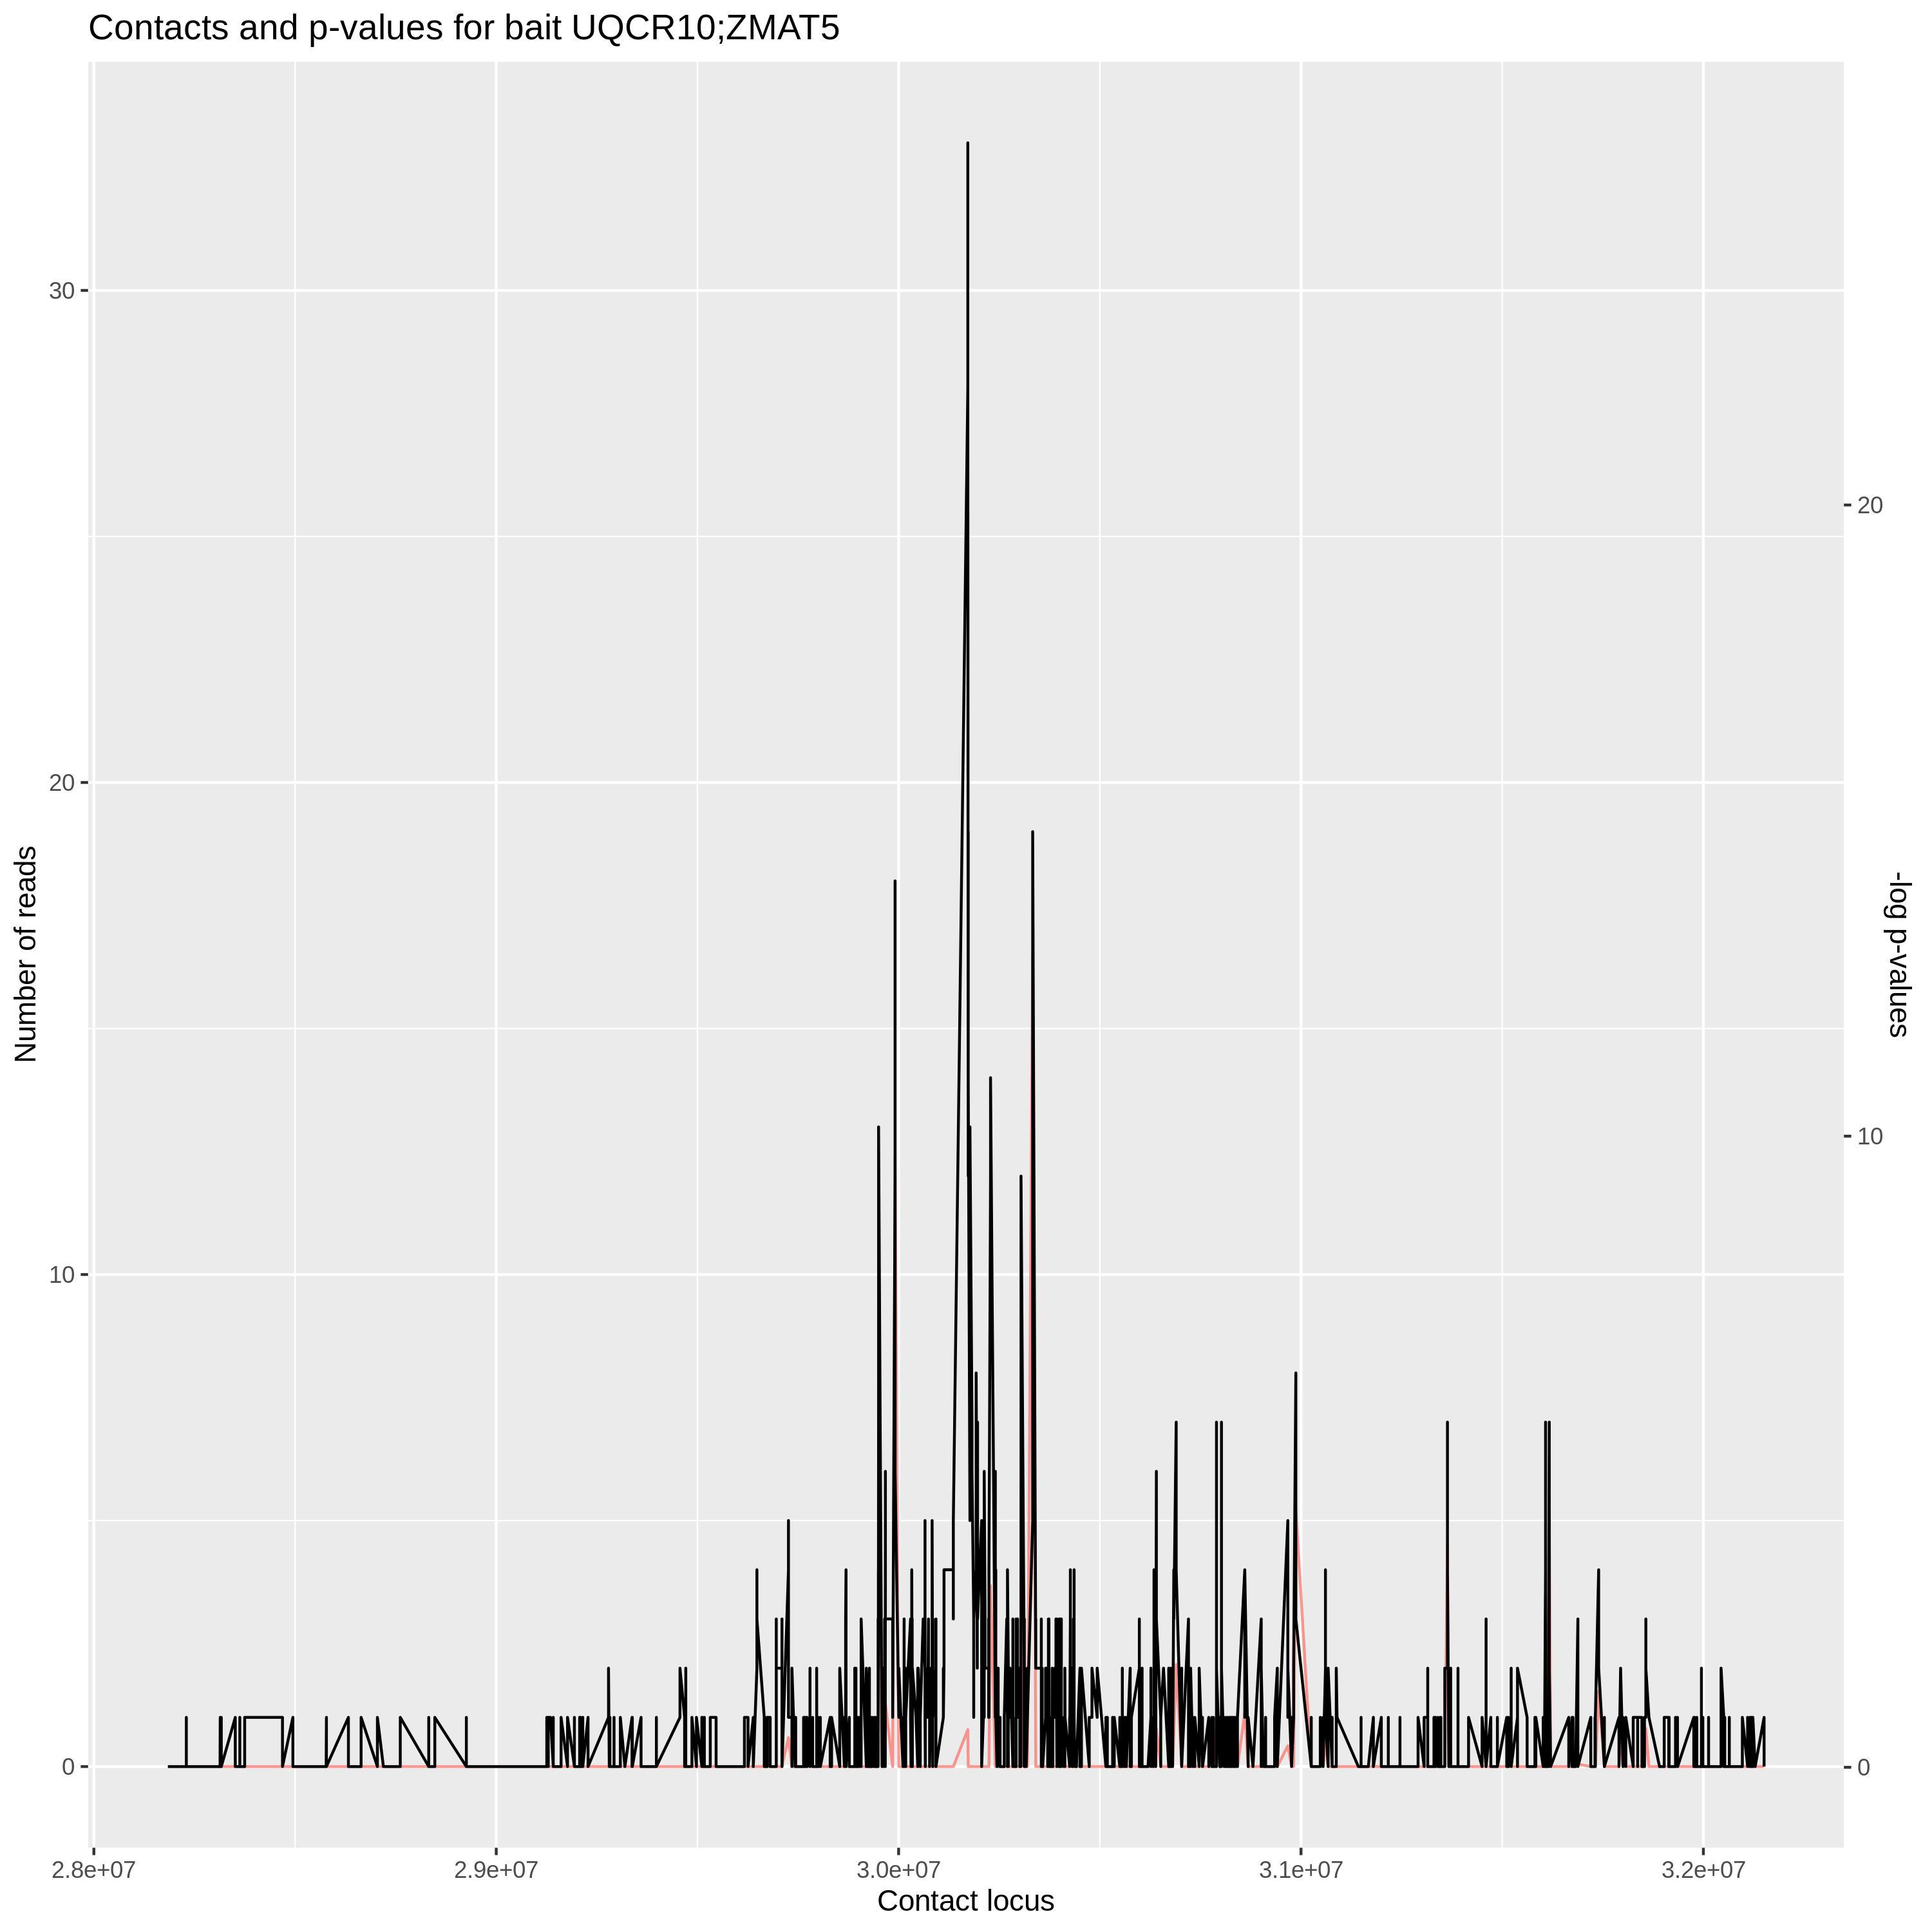 Contacts and p-values for bait UQCR10;ZMAT5
30
20
10
0
Number of reads
20
10
0
-log p-values
2.8e+07 2.9e+07 3.0e+07 3.1e+07 3.2e+07
Contact locus